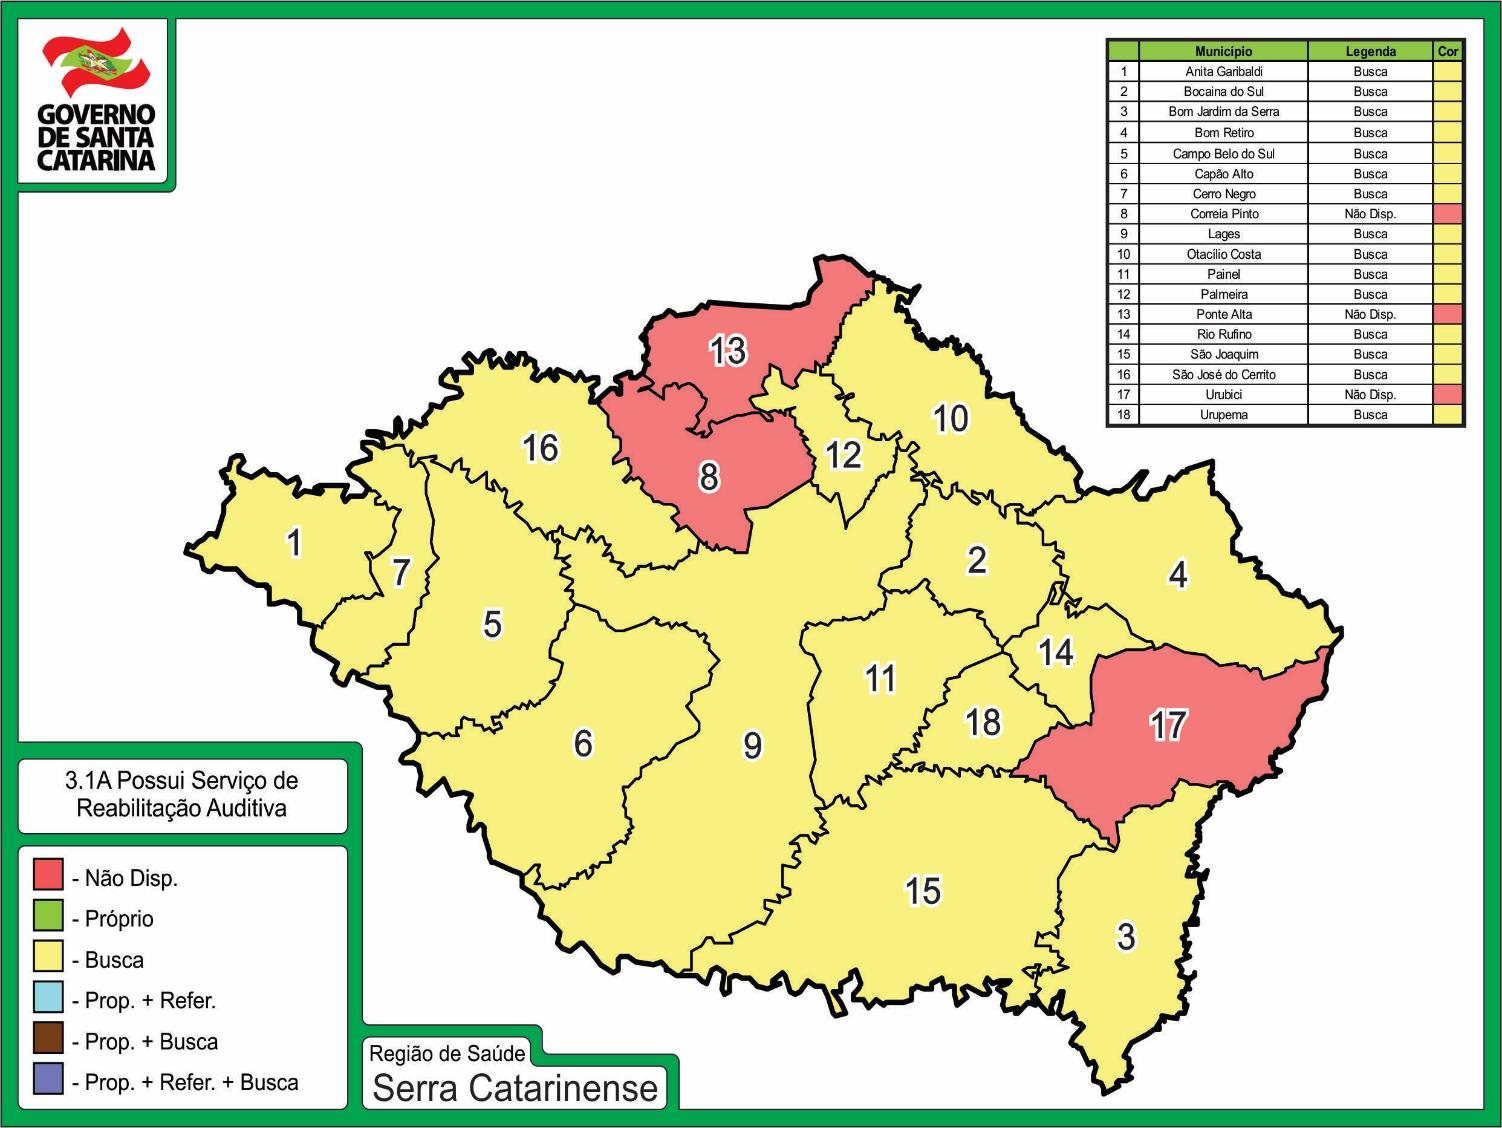 GOVERNO
DE SANTA
CATARINA
Município Legenda Cor
1 Anita Garibaldi Busca
2 Bocaina do Sul Busca
3 Bom Jardim da Serra Busca
4 Bom Retiro Busca
5 Campo Belo do Sul Busca
6 Capão Alto Busca
7 Cerro Negro Busca
8 Correia Pinto Não Disp.
9 Lages Busca
10 Otacílio Costa Busca
11 Painel Busca
12 Palmeira Busca
13 Ponte Alta Não Disp.
14 Rio Rufino Busca
15 São Joaquim Busca
16 São José do Cerrito Busca
17 Urubici Não Disp.
18 Urupema Busca
13
10
16
12
8
1
2
7
4
5
14
11
18
17
6
9
15
3
3.1A Possui Serviço de
Reabilitação Auditiva
- Não Disp.
- Próprio
- Busca
- Prop. + Refer.
- Prop. + Busca
- Prop. + Refer. + Busca
Região de Saúde
Serra Catarinense